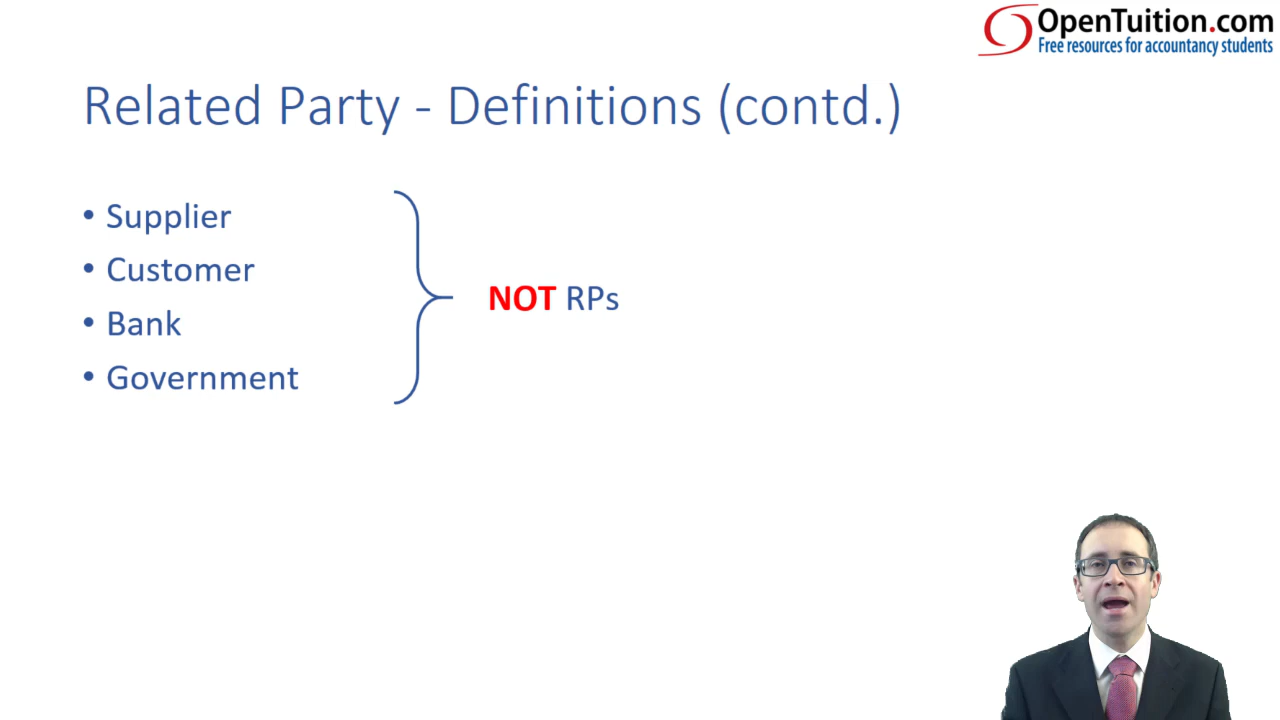 OpenTuition.com
Free resources for accountancy students
Related Party - Definitions (contd.)
• Supplier
• Customer
• Bank
• Government
NOT RPs